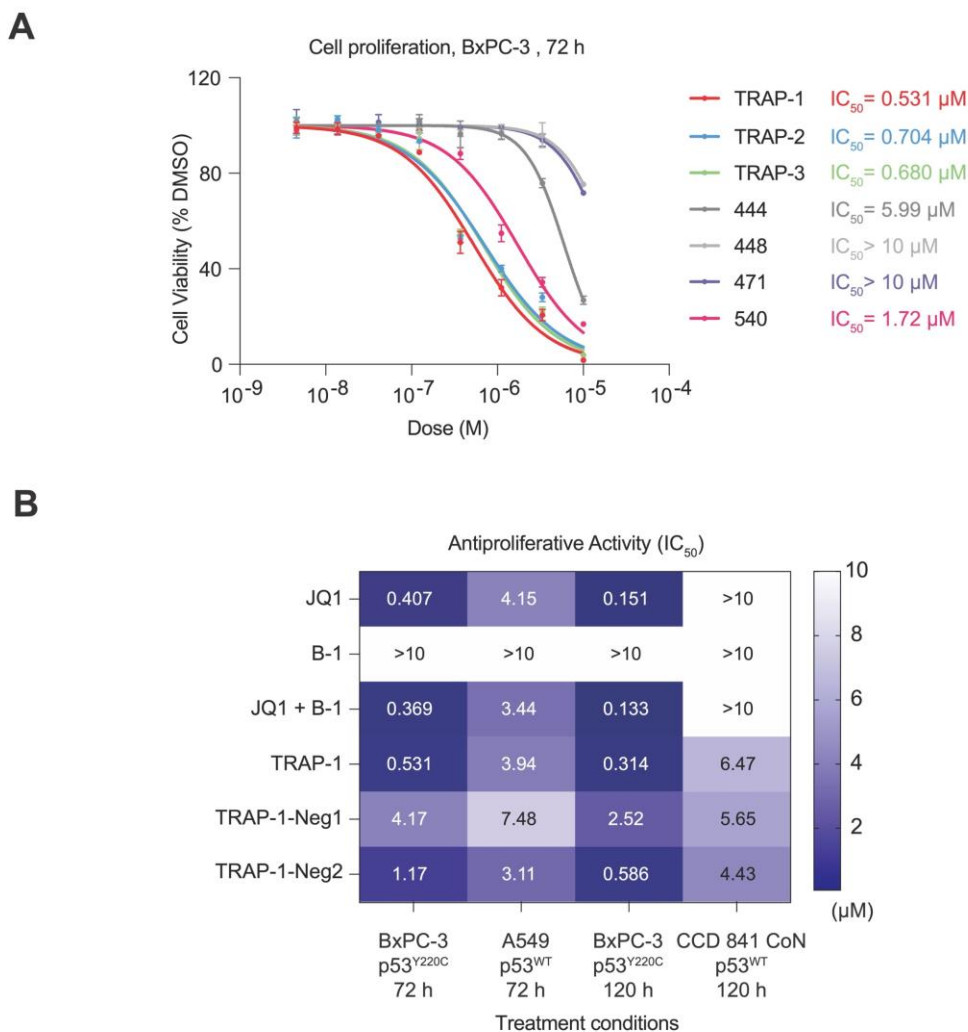 A
Cell proliferation, BxPC-3 , 72 h
120
80
40
0
Cell Viability (% DMSO)
10⁻⁹ 10⁻⁸ 10⁻⁷ 10⁻⁶ 10⁻⁵ 10⁻⁴
Dose (M)
TRAP-1 IC₅₀= 0.531 µM
TRAP-2 IC₅₀= 0.704 µM
TRAP-3 IC₅₀= 0.680 µM
444 IC₅₀= 5.99 µM
448 IC₅₀> 10 µM
471 IC₅₀> 10 µM
540 IC₅₀= 1.72 µM
B
Antiproliferative Activity (IC₅₀)
JQ1 0.407 4.15 0.151 >10
B-1 >10 >10 >10 >10
JQ1 + B-1 0.369 3.44 0.133 >10
TRAP-1 0.531 3.94 0.314 6.47
TRAP-1-Neg1 4.17 7.48 2.52 5.65
TRAP-1-Neg2 1.17 3.11 0.586 4.43
10
8
6
4
2
(µM)
BxPC-3 A549 BxPC-3 CCD 841 CoN
p53ʸ²²⁰ᶜ p53ᵂᵀ p53ʸ²²⁰ᶜ p53ᵂᵀ
72 h 72 h 120 h 120 h
Treatment conditions